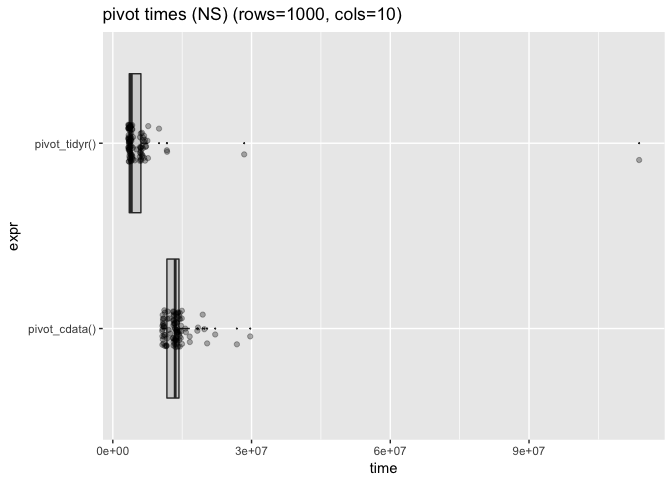 pivot times (NS) (rows=1000, cols=10)
expr
pivot_tidyr()
pivot_cdata()
0e+00 3e+07 6e+07 9e+07
time